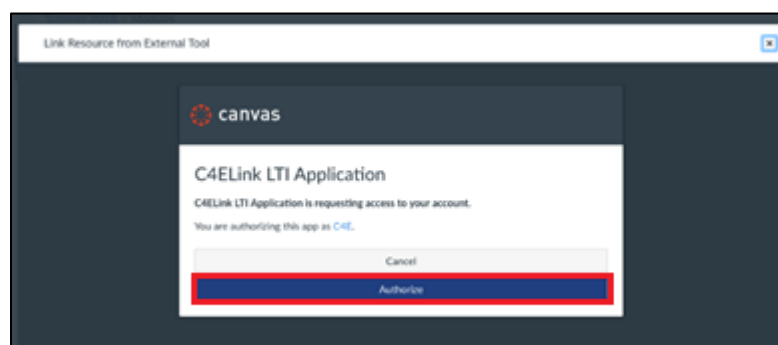 Link Resource from External Tool
canvas
C4ELink LTI Application
C4ELink LTI Application is requesting access to your account.
You are authorizing this app as C4E.
Cancel
Authorize